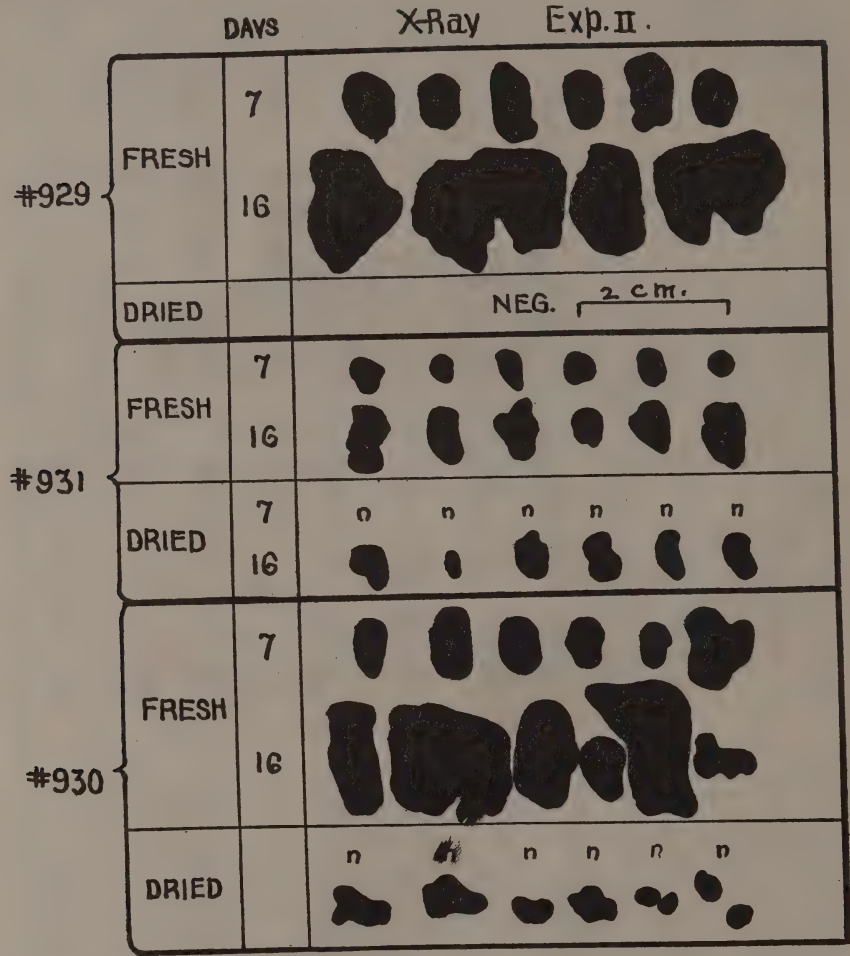 DAYS X-Ray Exp. II.
#929 FRESH 7
16
DRIED NEG. 2 cm.
#931 FRESH 7
16
DRIED 7 n n n n n n
16
#930 FRESH 7
16
DRIED n n n n n